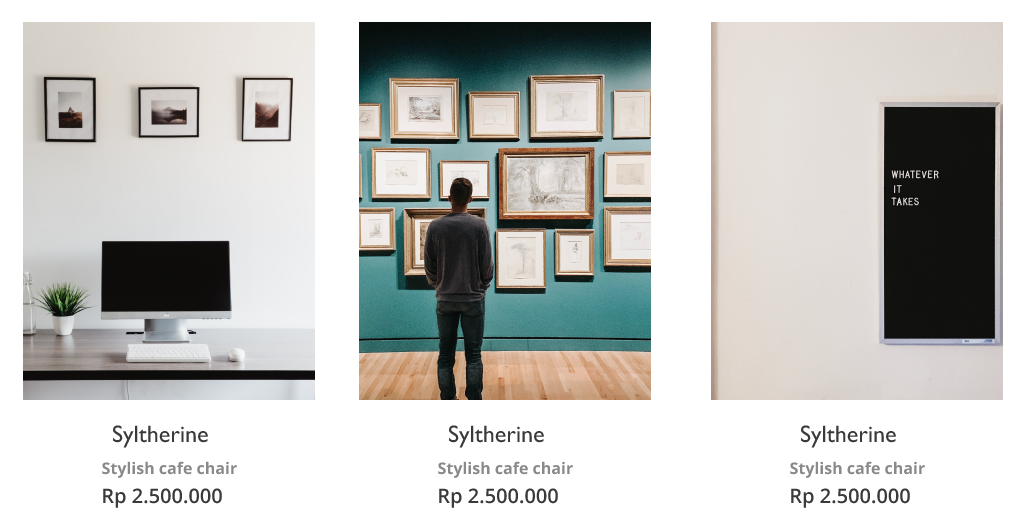 WHATEVER
IT
TAKES
Syltherine
Stylish cafe chair
Rp 2.500.000
Syltherine
Stylish cafe chair
Rp 2.500.000
Syltherine
Stylish cafe chair
Rp 2.500.000